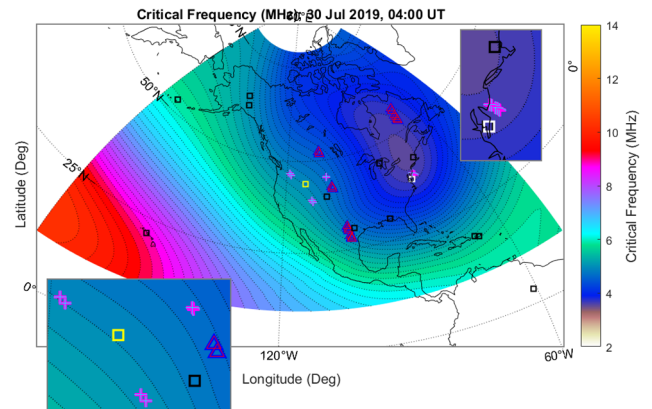 Critical Frequency (MHz), 30 Jul 2019, 04:00 UT
50°N
25°N
0°
120°W
60°W
0°
Latitude (Deg)
Longitude (Deg)
14
12
10
8
6
4
2
Critical Frequency (MHz)